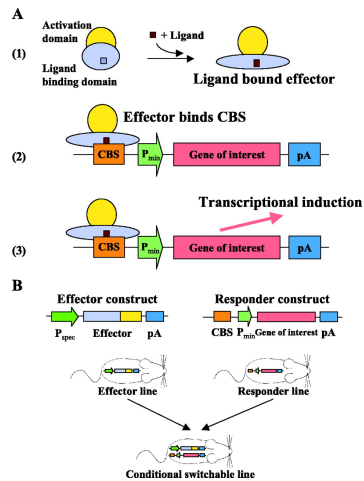 A
Activation
domain
(1)
+ Ligand
Ligand
binding domain
Ligand bound effector
Effector binds CBS
(2)
CBS
Pmin
Gene of interest
pA
Transcriptional induction
(3)
CBS
Pmin
Gene of interest
pA
B
Effector construct
Responder construct
Pspec
Effector
pA
CBS
Pmin
Gene of interest
pA
Effector line
Responder line
Conditional switchable line